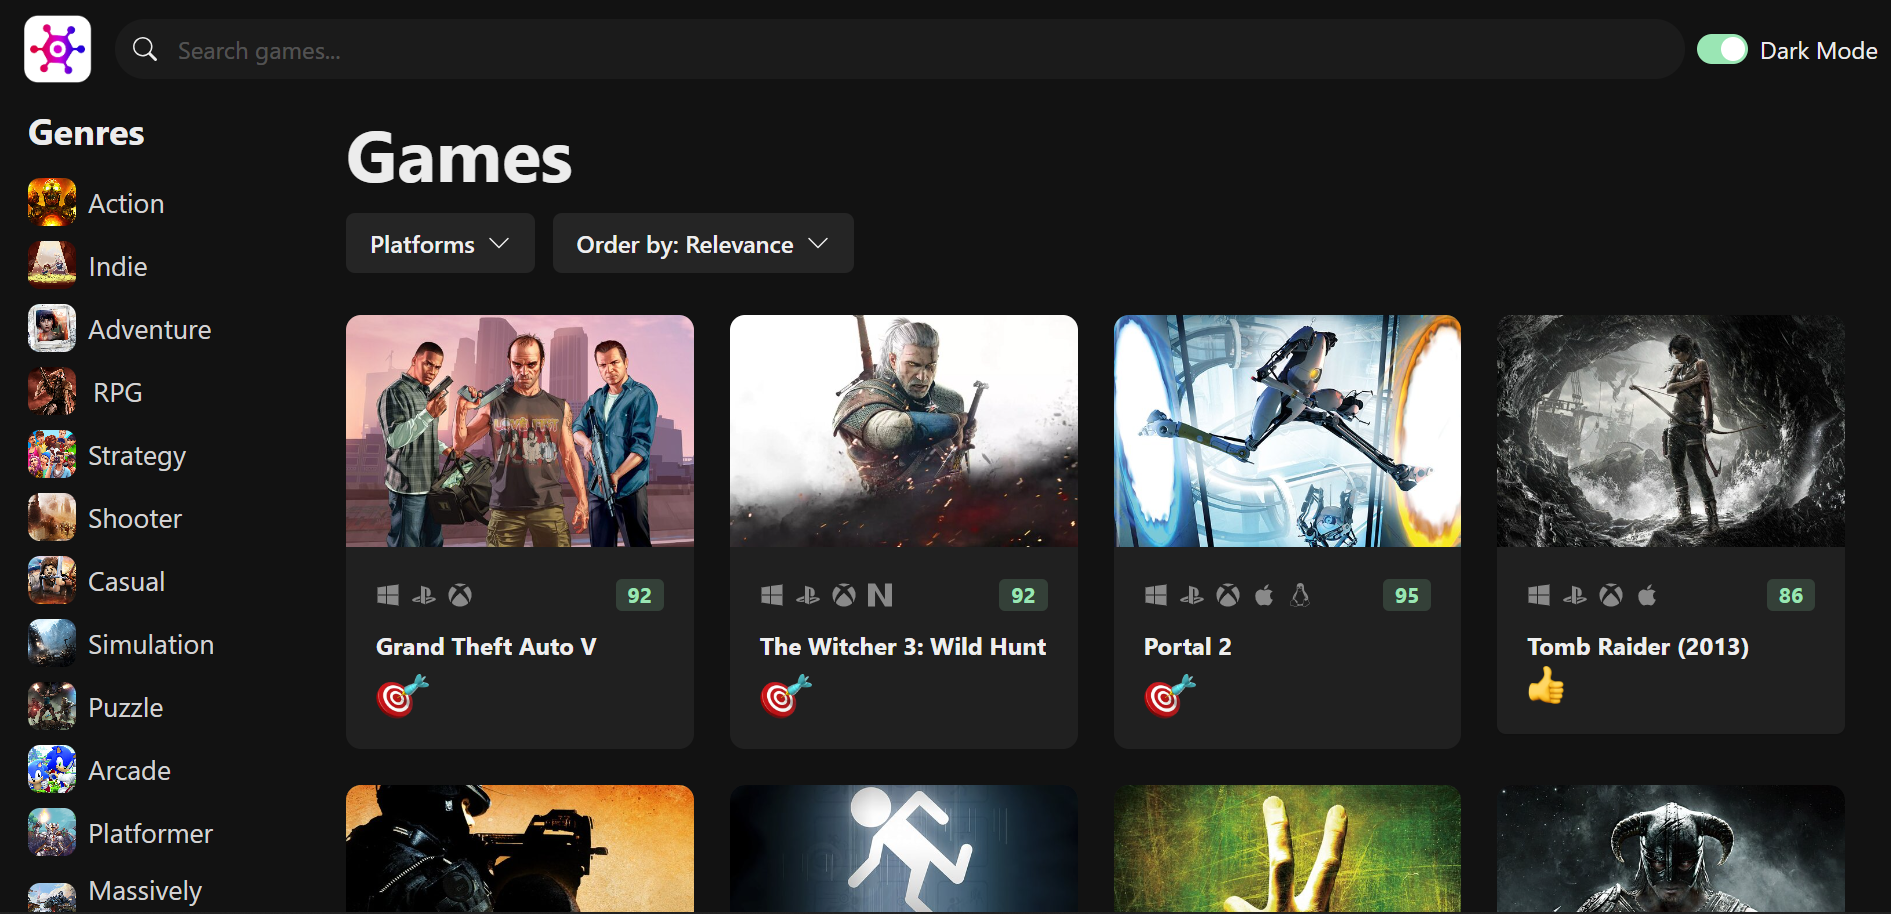 Search games...
Dark Mode
Genres
Action
Indie
Adventure
RPG
Strategy
Shooter
Casual
Simulation
Puzzle
Arcade
Platformer
Massively
Games
Platforms
Order by: Relevance
92
Grand Theft Auto V
92
The Witcher 3: Wild Hunt
95
Portal 2
86
Tomb Raider (2013)